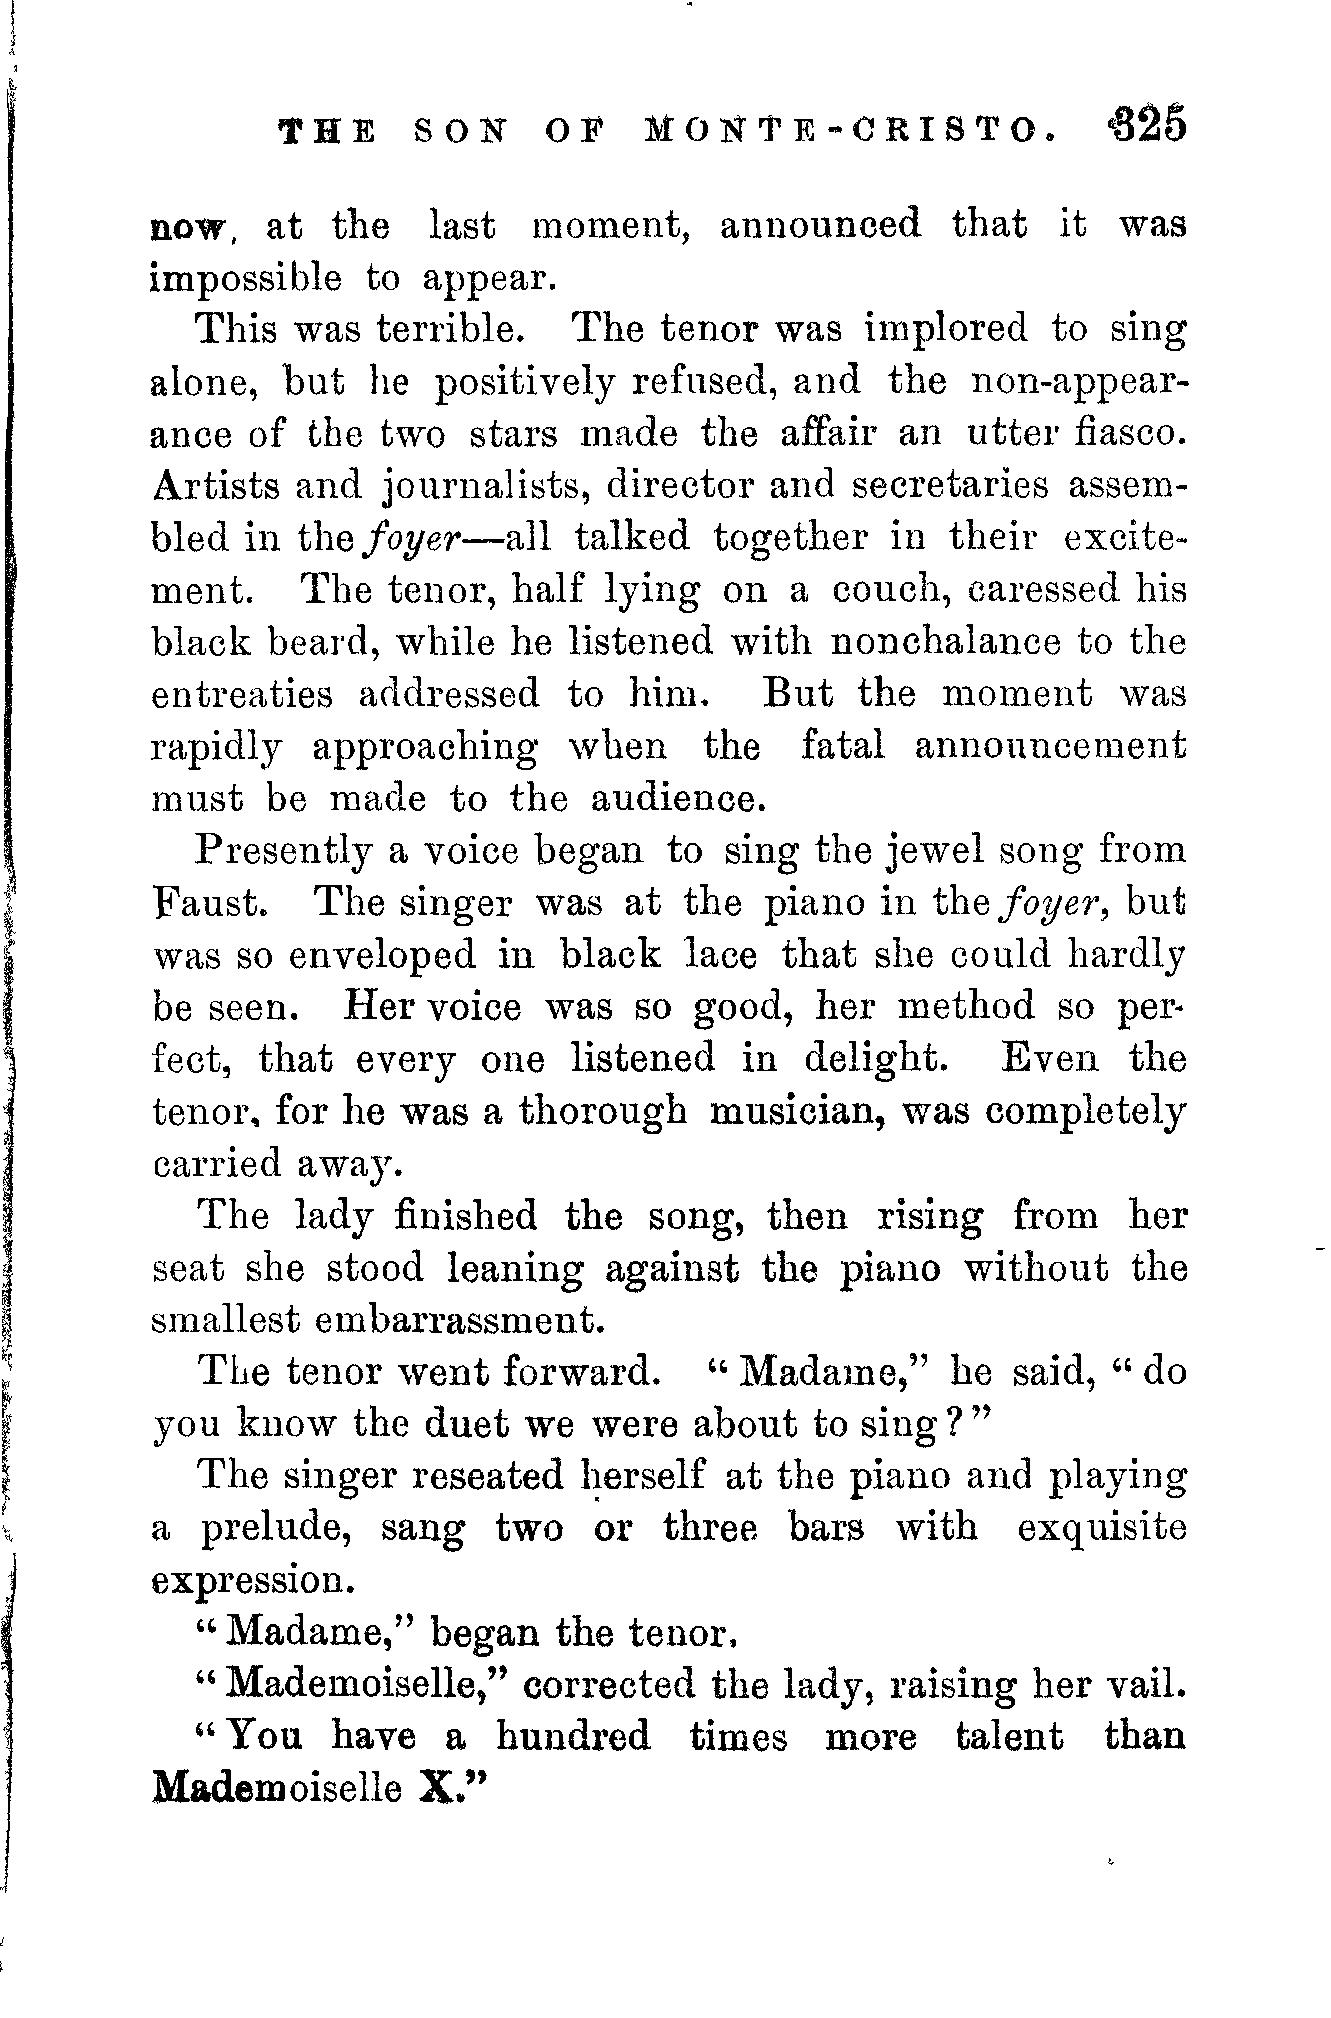 THE SON OF MONTE-CRISTO. 325
now, at the last moment, announced that it was
impossible to appear.
This was terrible. The tenor was implored to sing
alone, but he positively refused, and the non-appear-
ance of the two stars made the affair an utter fiasco.
Artists and journalists, director and secretaries assem-
bled in the foyer—all talked together in their excite-
ment. The tenor, half lying on a couch, caressed his
black beard, while he listened with nonchalance to the
entreaties addressed to him. But the moment was
rapidly approaching when the fatal announcement
must be made to the audience.
Presently a voice began to sing the jewel song from
Faust. The singer was at the piano in the foyer, but
was so enveloped in black lace that she could hardly
be seen. Her voice was so good, her method so per-
fect, that every one listened in delight. Even the
tenor, for he was a thorough musician, was completely
carried away.
The lady finished the song, then rising from her
seat she stood leaning against the piano without the
smallest embarrassment.
The tenor went forward. “Madame,” he said, “do
you know the duet we were about to sing?”
The singer reseated herself at the piano and playing
a prelude, sang two or three bars with exquisite
expression.
“Madame,” began the tenor.
“Mademoiselle,” corrected the lady, raising her vail.
“You have a hundred times more talent than
Mademoiselle X.”